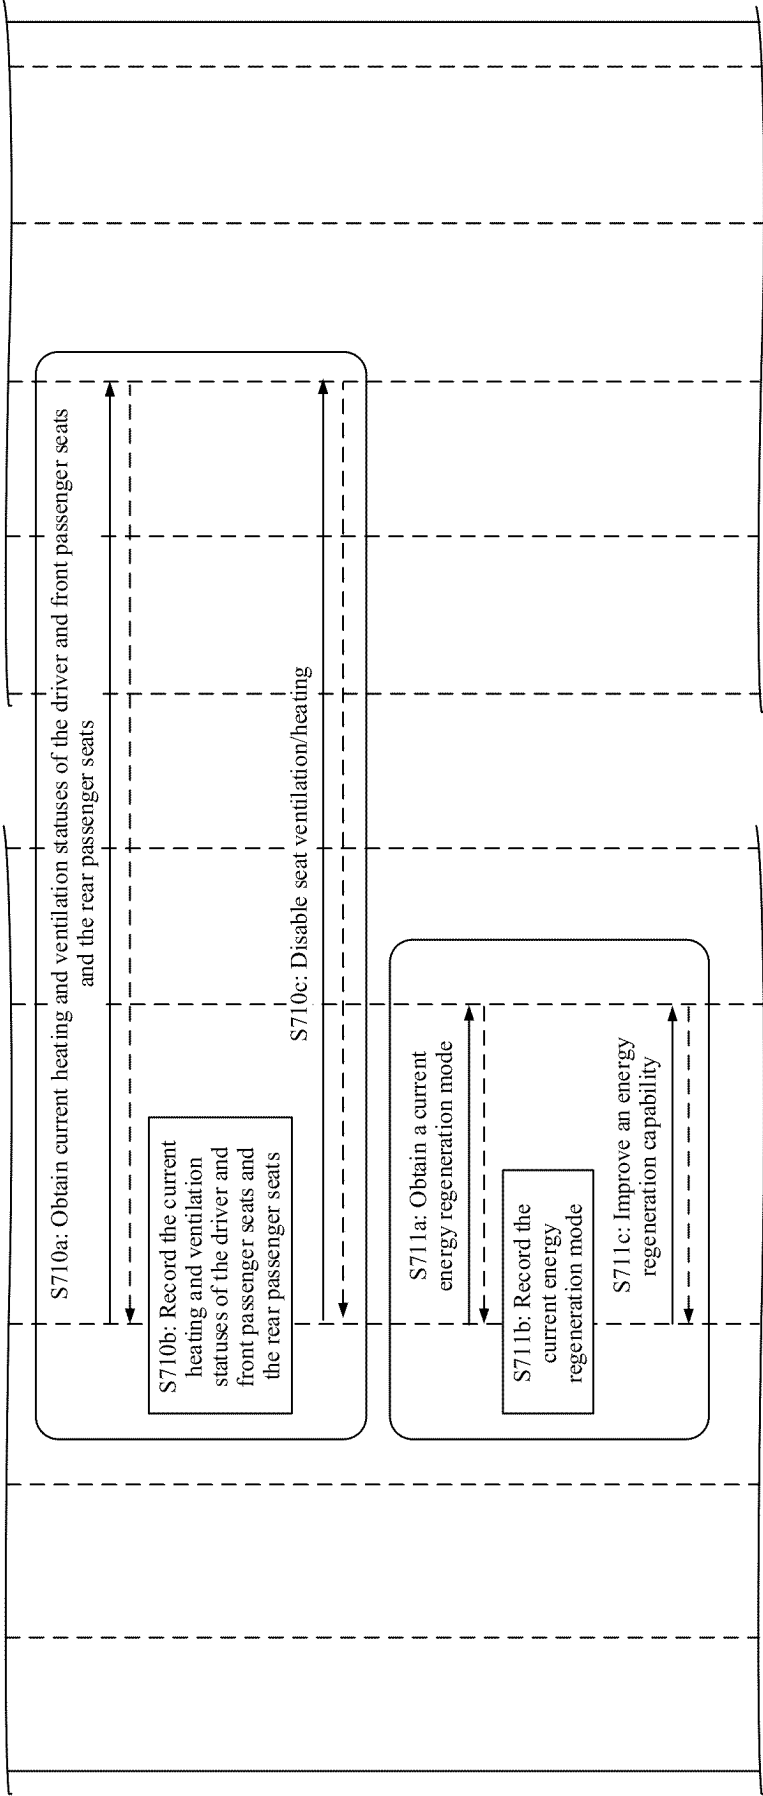 S710a: Obtain current heating and ventilation statuses of the driver and front passenger seats
and the rear passenger seats
S710b: Record the current
heating and ventilation
statuses of the driver and
front passenger seats and
the rear passenger seats
S710c: Disable seat ventilation/heating
S711a: Obtain a current
energy regeneration mode
S711b: Record the
current energy
regeneration mode
S711c: Improve an energy
regeneration capability